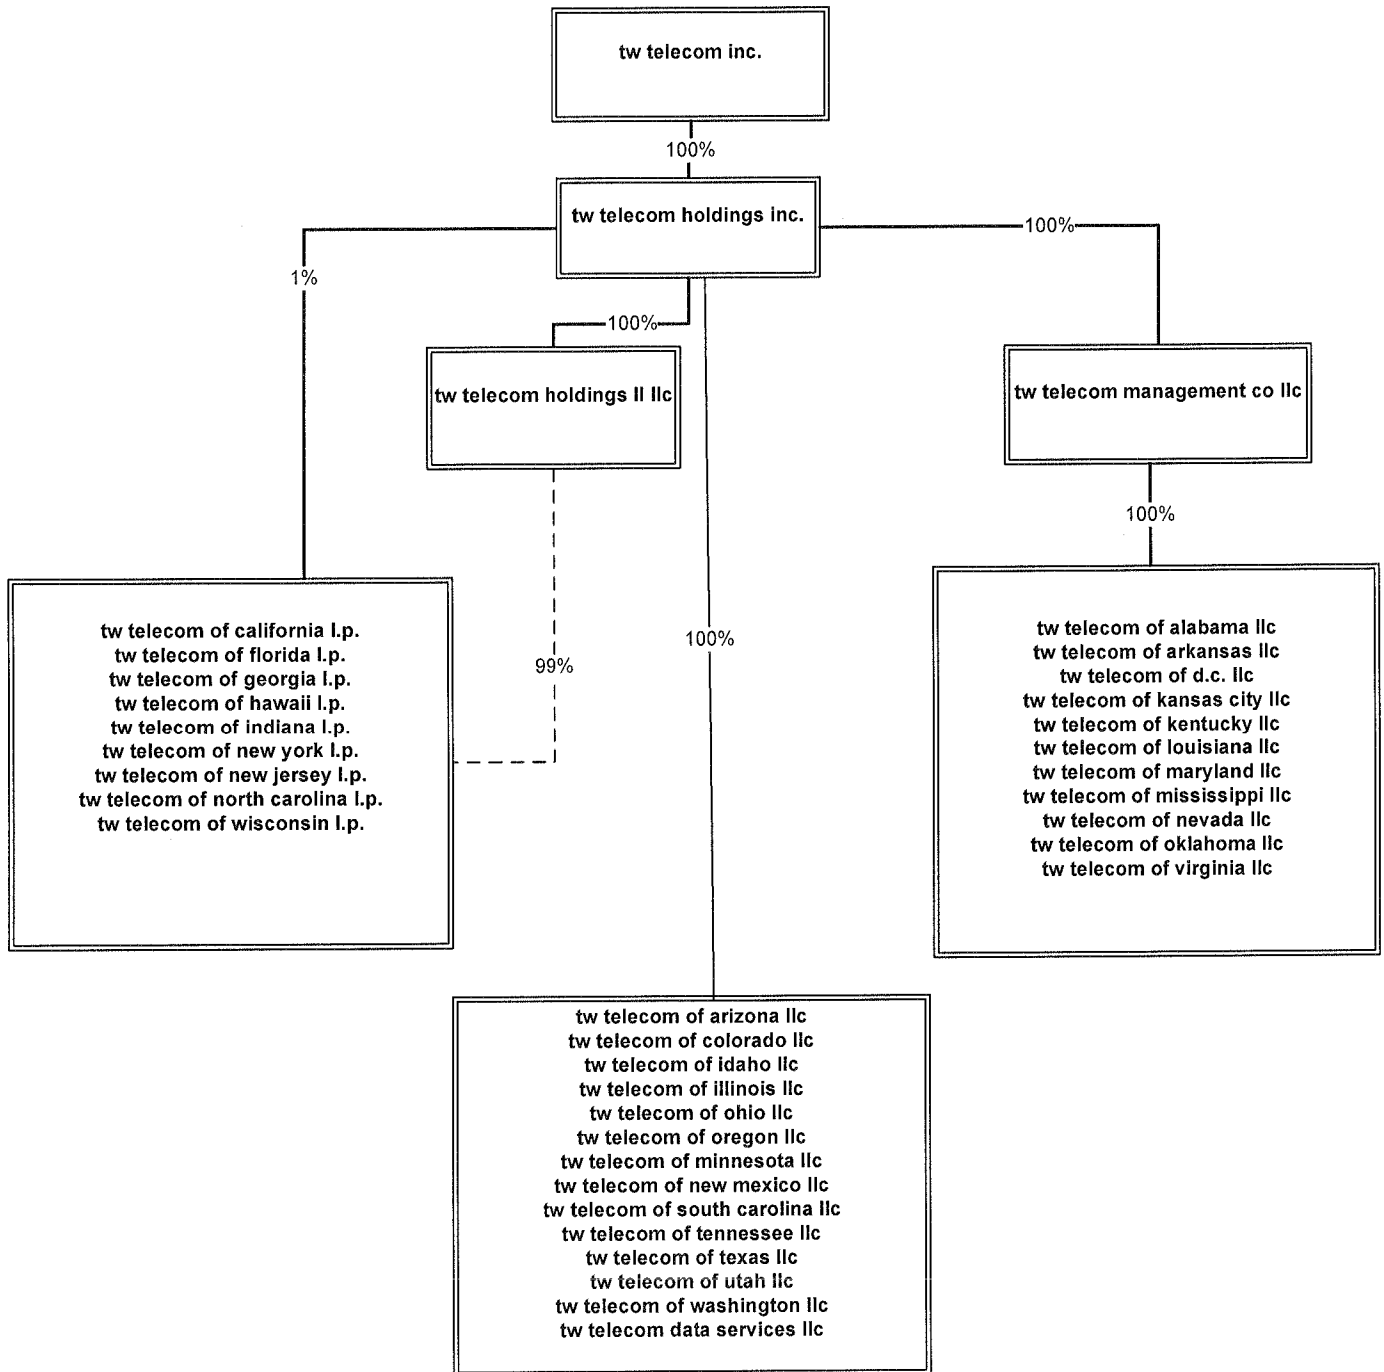 tw telecom inc.
100%
tw telecom holdings inc.
100%
1%
100%
tw telecom holdings II llc
tw telecom management co llc
100%
tw telecom of california l.p.
tw telecom of florida l.p.
tw telecom of georgia l.p.
tw telecom of hawaii l.p.
tw telecom of indiana l.p.
tw telecom of new york l.p.
tw telecom of new jersey l.p.
tw telecom of north carolina l.p.
tw telecom of wisconsin l.p.
99%
100%
tw telecom of alabama llc
tw telecom of arkansas llc
tw telecom of d.c. llc
tw telecom of kansas city llc
tw telecom of kentucky llc
tw telecom of louisiana llc
tw telecom of maryland llc
tw telecom of mississippi llc
tw telecom of nevada llc
tw telecom of oklahoma llc
tw telecom of virginia llc
tw telecom of arizona llc
tw telecom of colorado llc
tw telecom of idaho llc
tw telecom of illinois llc
tw telecom of ohio llc
tw telecom of oregon llc
tw telecom of minnesota llc
tw telecom of new mexico llc
tw telecom of south carolina llc
tw telecom of tennessee llc
tw telecom of texas llc
tw telecom of utah llc
tw telecom of washington llc
tw telecom data services llc